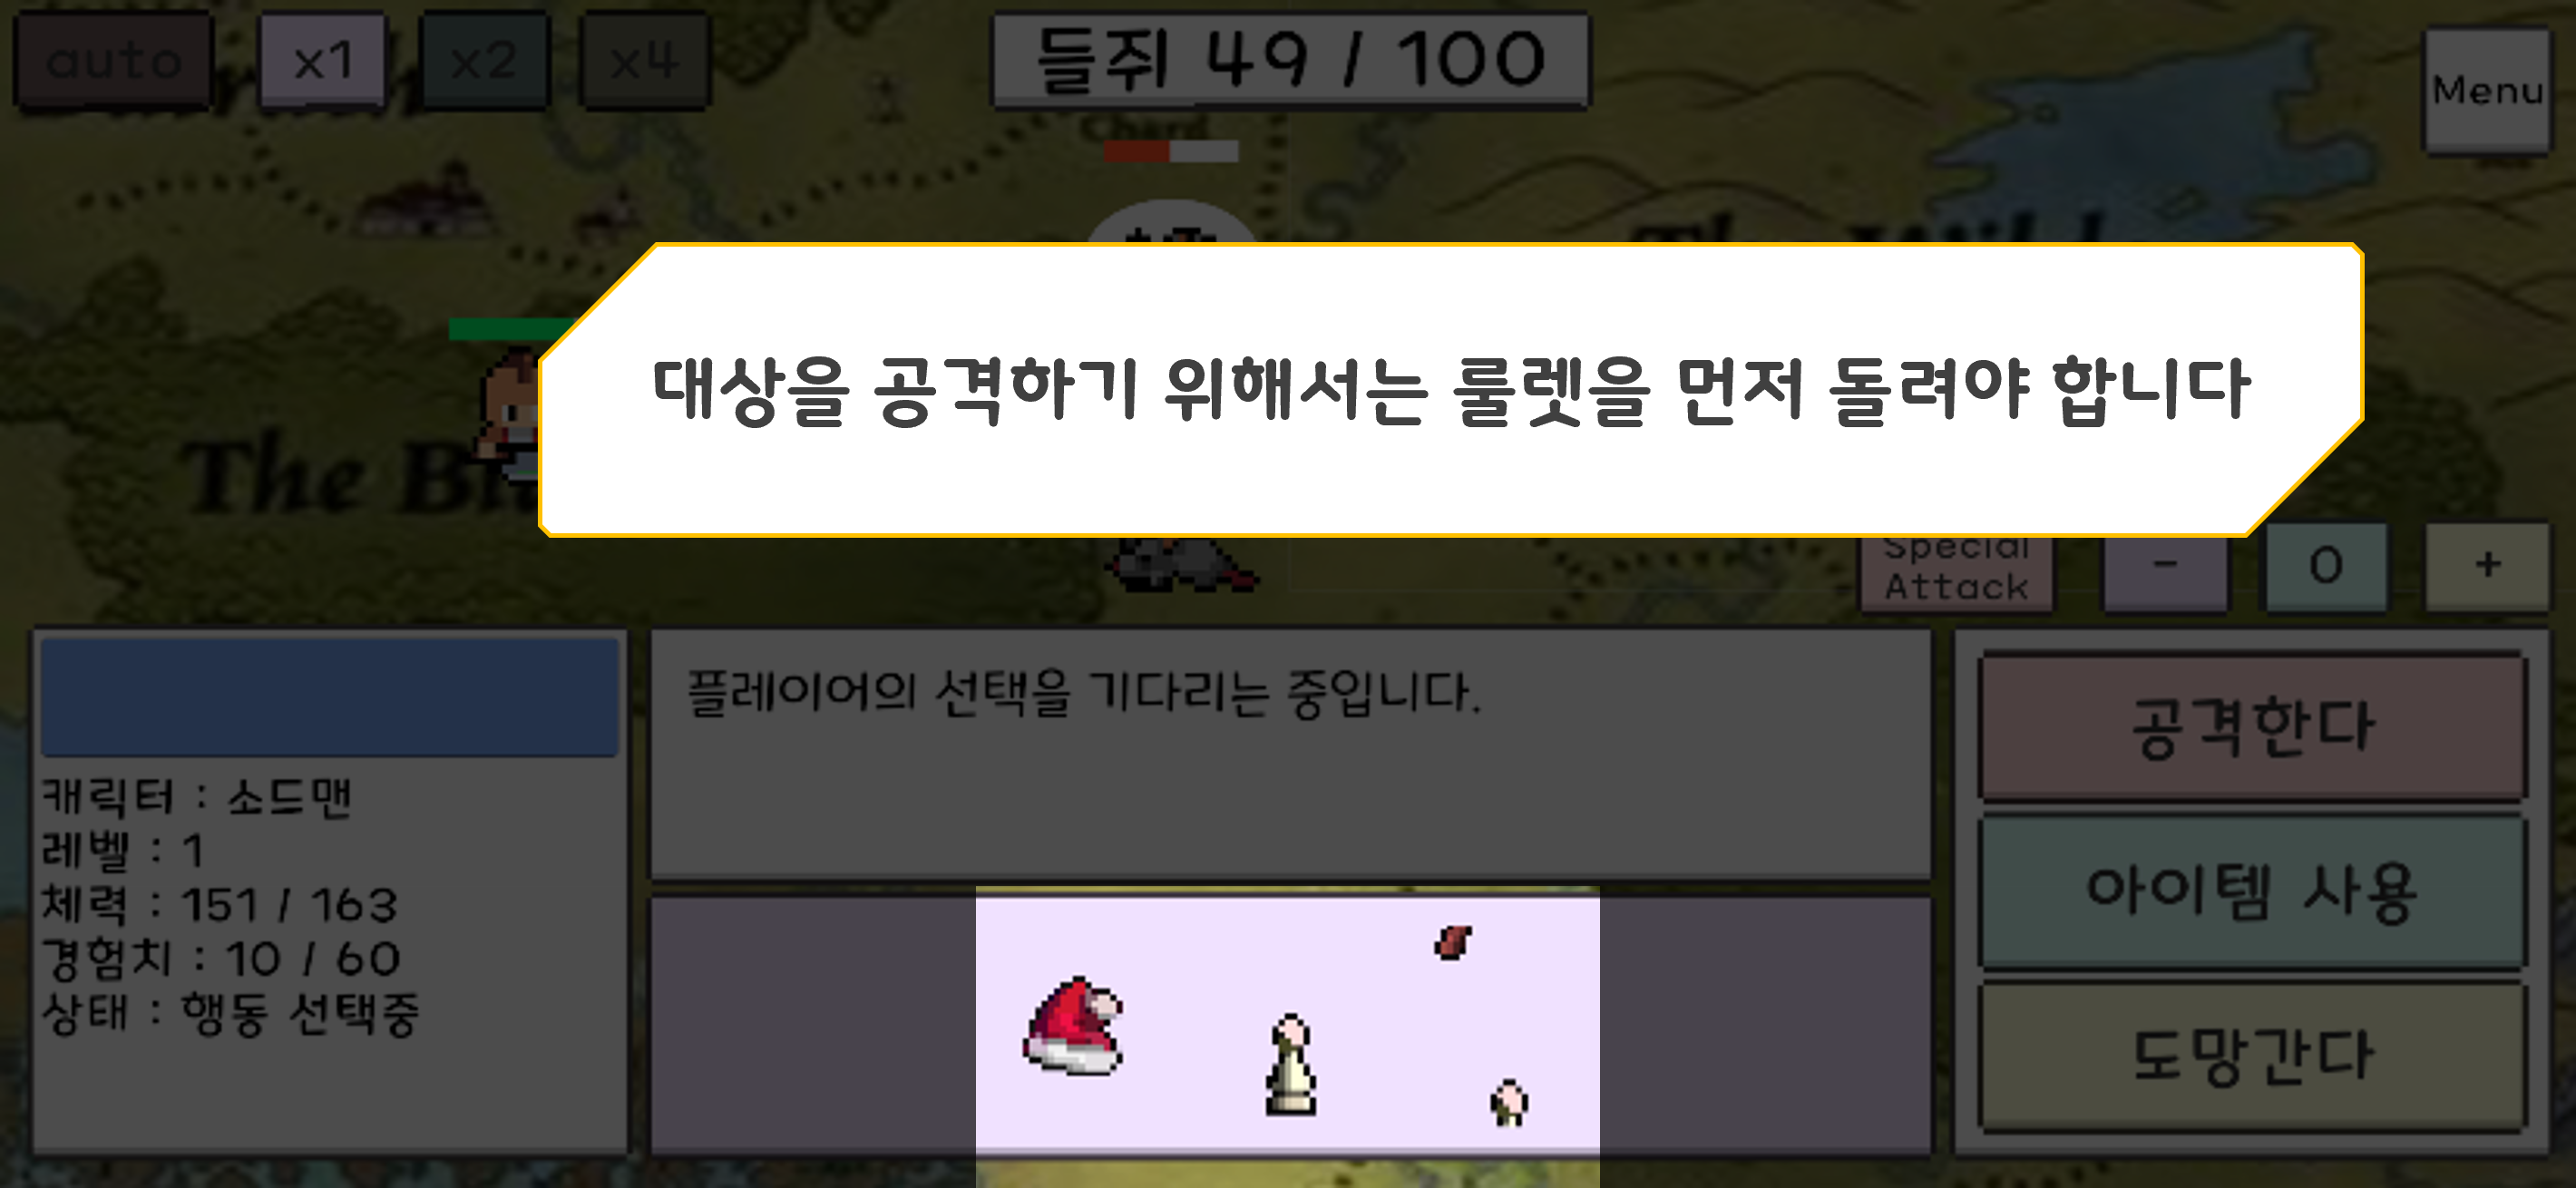 auto
x1
x2
x4
들쥐 49 / 100
Menu
Chard
대상을 공격하기 위해서는 룰렛을 먼저 돌려야 합니다
The Bl
Special
Attack
-
0
+
플레이어의 선택을 기다리는 중입니다.
캐릭터 : 소드맨
레벨 : 1
체력 : 151 / 163
경험치 : 10 / 60
상태 : 행동 선택중
공격한다
아이템 사용
도망간다